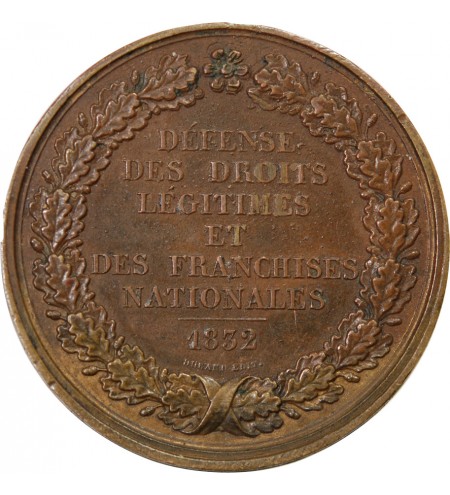 DÉFENSE
DES DROITS
LÉGITIMES
ET
DES FRANCHISES
NATIONALES
1832